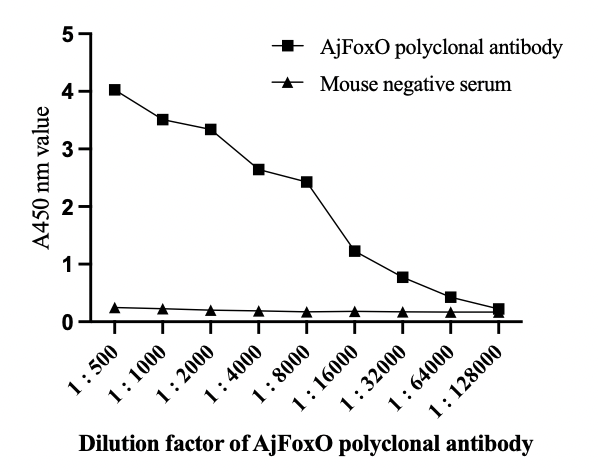 AjFoxO polyclonal antibody
Mouse negative serum
A450 nm value
5
4
3
2
1
0
1 : 500
1 : 1000
1 : 2000
1 : 4000
1 : 8000
1 : 16000
1 : 32000
1 : 64000
1 : 128000
Dilution factor of AjFoxO polyclonal antibody